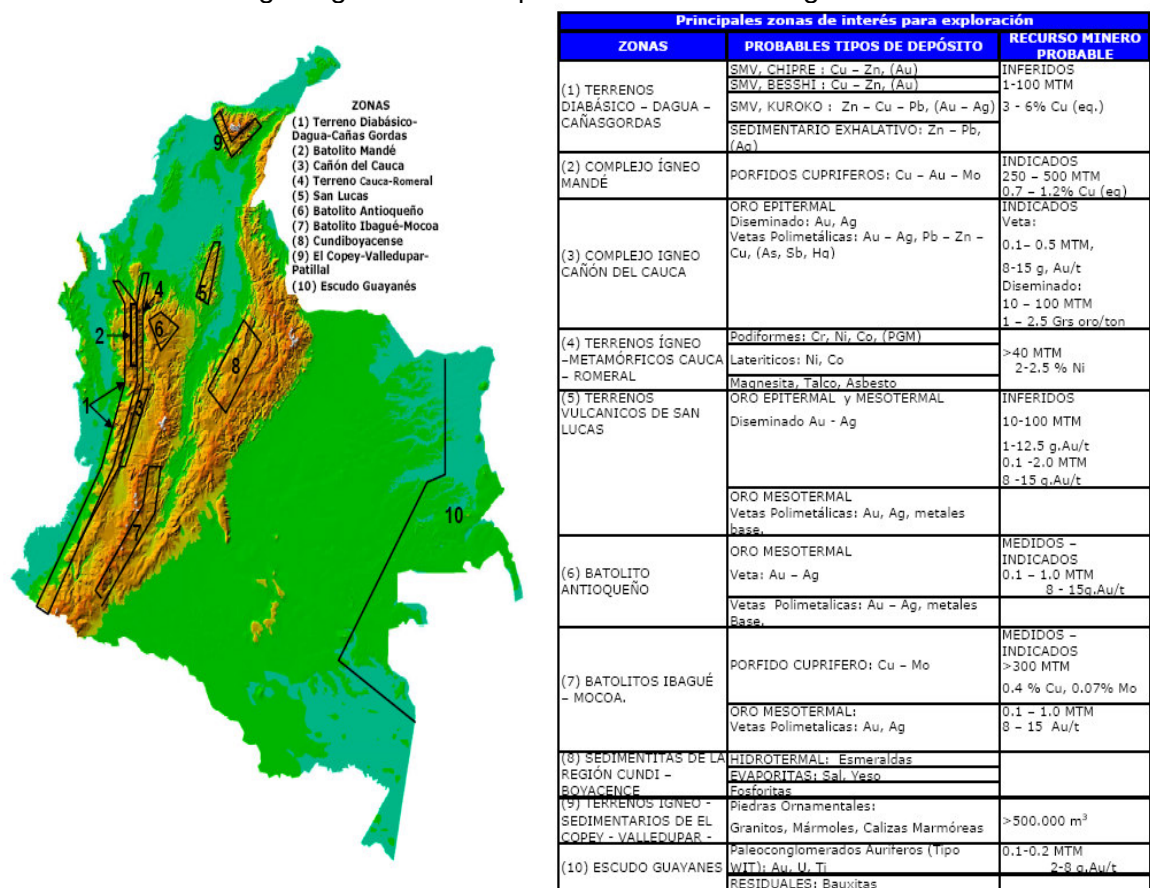 ZONAS
(1) Terreno Diabásico-
Dagua-Cañas Gordas
(2) Batolito Mandé
(3) Cañón del Cauca
(4) Terreno Cauca-Romeral
(5) San Lucas
(6) Batolito Antioqueño
(7) Batolito Ibagué-Mocoa
(8) Cundiboyacense
(9) El Copey-Valledupar-
Patillal
(10) Escudo Guayanés
9
4
5
2
6
8
1
3
7
10
Principales zonas de interés para exploración
ZONAS
PROBABLES TIPOS DE DEPÓSITO
RECURSO MINERO
PROBABLE
(1) TERRENOS
DIABÁSICO – DAGUA –
CAÑASGORDAS
SMV, CHIPRE : Cu – Zn, (Au)
SMV, BESSHI : Cu – Zn, (Au)
SMV, KUROKO : Zn – Cu – Pb, (Au – Ag)
SEDIMENTARIO EXHALATIVO: Zn – Pb,
(Ag)
INFERIDOS
1-100 MTM
3 - 6% Cu (eq.)
(2) COMPLEJO ÍGNEO
MANDÉ
PORFIDOS CUPRIFEROS: Cu – Au – Mo
INDICADOS
250 – 500 MTM
0.7 – 1.2% Cu (eq)
(3) COMPLEJO IGNEO
CAÑÓN DEL CAUCA
ORO EPITERMAL
Diseminado: Au, Ag
Vetas Polimetálicas: Au – Ag, Pb – Zn –
Cu, (As, Sb, Hg)
INDICADOS
Veta:
0.1– 0.5 MTM,
8-15 g, Au/t
Diseminado:
10 – 100 MTM
1 – 2.5 Grs oro/ton
(4) TERRENOS ÍGNEO
–METAMÓRFICOS CAUCA
– ROMERAL
Podiformes: Cr, Ni, Co, (PGM)
Lateriticos: Ni, Co
Magnesita, Talco, Asbesto
>40 MTM
2-2.5 % Ni
(5) TERRENOS
VULCANICOS DE SAN
LUCAS
ORO EPITERMAL y MESOTERMAL
Diseminado Au - Ag
INFERIDOS
10-100 MTM
1-12.5 g.Au/t
0.1 -2.0 MTM
8 -15 g.Au/t
ORO MESOTERMAL
Vetas Polimetálicas: Au, Ag, metales
base.
(6) BATOLITO
ANTIOQUEÑO
ORO MESOTERMAL
Veta: Au – Ag
MEDIDOS –
INDICADOS
0.1 – 1.0 MTM
8 - 15g.Au/t
Vetas Polimetalicas: Au – Ag, metales
Base.
(7) BATOLITOS IBAGUÉ
– MOCOA.
PORFIDO CUPRIFERO: Cu – Mo
MEDIDOS –
INDICADOS
>300 MTM
0.4 % Cu, 0.07% Mo
ORO MESOTERMAL:
Vetas Polimetalicas: Au, Ag
0.1 – 1.0 MTM
8 – 15 Au/t
(8) SEDIMENTITAS DE LA
REGIÓN CUNDI –
BOYACENCE
HIDROTERMAL: Esmeraldas
EVAPORITAS: Sal, Yeso
Fosforitas
(9) TERRENOS IGNEO -
SEDIMENTARIOS DE EL
COPEY - VALLEDUPAR -
Piedras Ornamentales:
Granitos, Mármoles, Calizas Marmóreas
>500.000 m³
(10) ESCUDO GUAYANES
Paleoconglomerados Auríferos (Tipo
WIT): Au, U, Ti
0.1-0.2 MTM
2-8 g.Au/t
RESIDUALES: Bauxitas